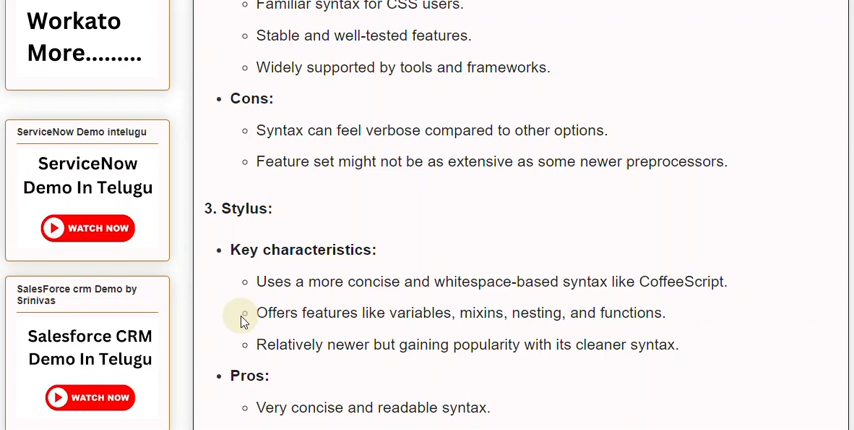 Workato
More.........
ServiceNow Demo intelugu
ServiceNow
Demo In Telugu
WATCH NOW
SalesForce crm Demo by
Srinivas
Salesforce CRM
Demo In Telugu
WATCH NOW
Familiar syntax for CSS users.
Stable and well-tested features.
Widely supported by tools and frameworks.
Cons:
Syntax can feel verbose compared to other options.
Feature set might not be as extensive as some newer preprocessors.
3. Stylus:
Key characteristics:
Uses a more concise and whitespace-based syntax like CoffeeScript.
Offers features like variables, mixins, nesting, and functions.
Relatively newer but gaining popularity with its cleaner syntax.
Pros:
Very concise and readable syntax.